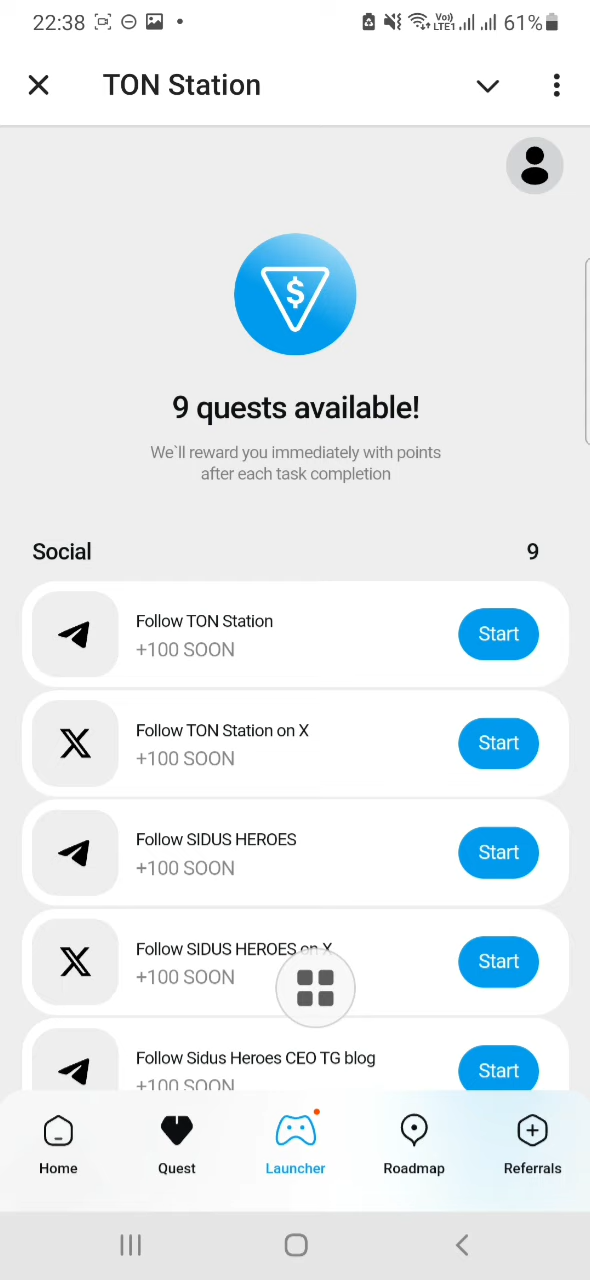 22:38
Vo))
LTE1
61%
TON Station
$
9 quests available!
We`ll reward you immediately with points
after each task completion
Social
9
Follow TON Station
+100 SOON
Start
Follow TON Station on X
+100 SOON
Start
Follow SIDUS HEROES
+100 SOON
Start
Follow SIDUS HEROES on X
+100 SOON
Start
Follow Sidus Heroes CEO TG blog
+100 SOON
Start
Home
Quest
Launcher
Roadmap
Referrals